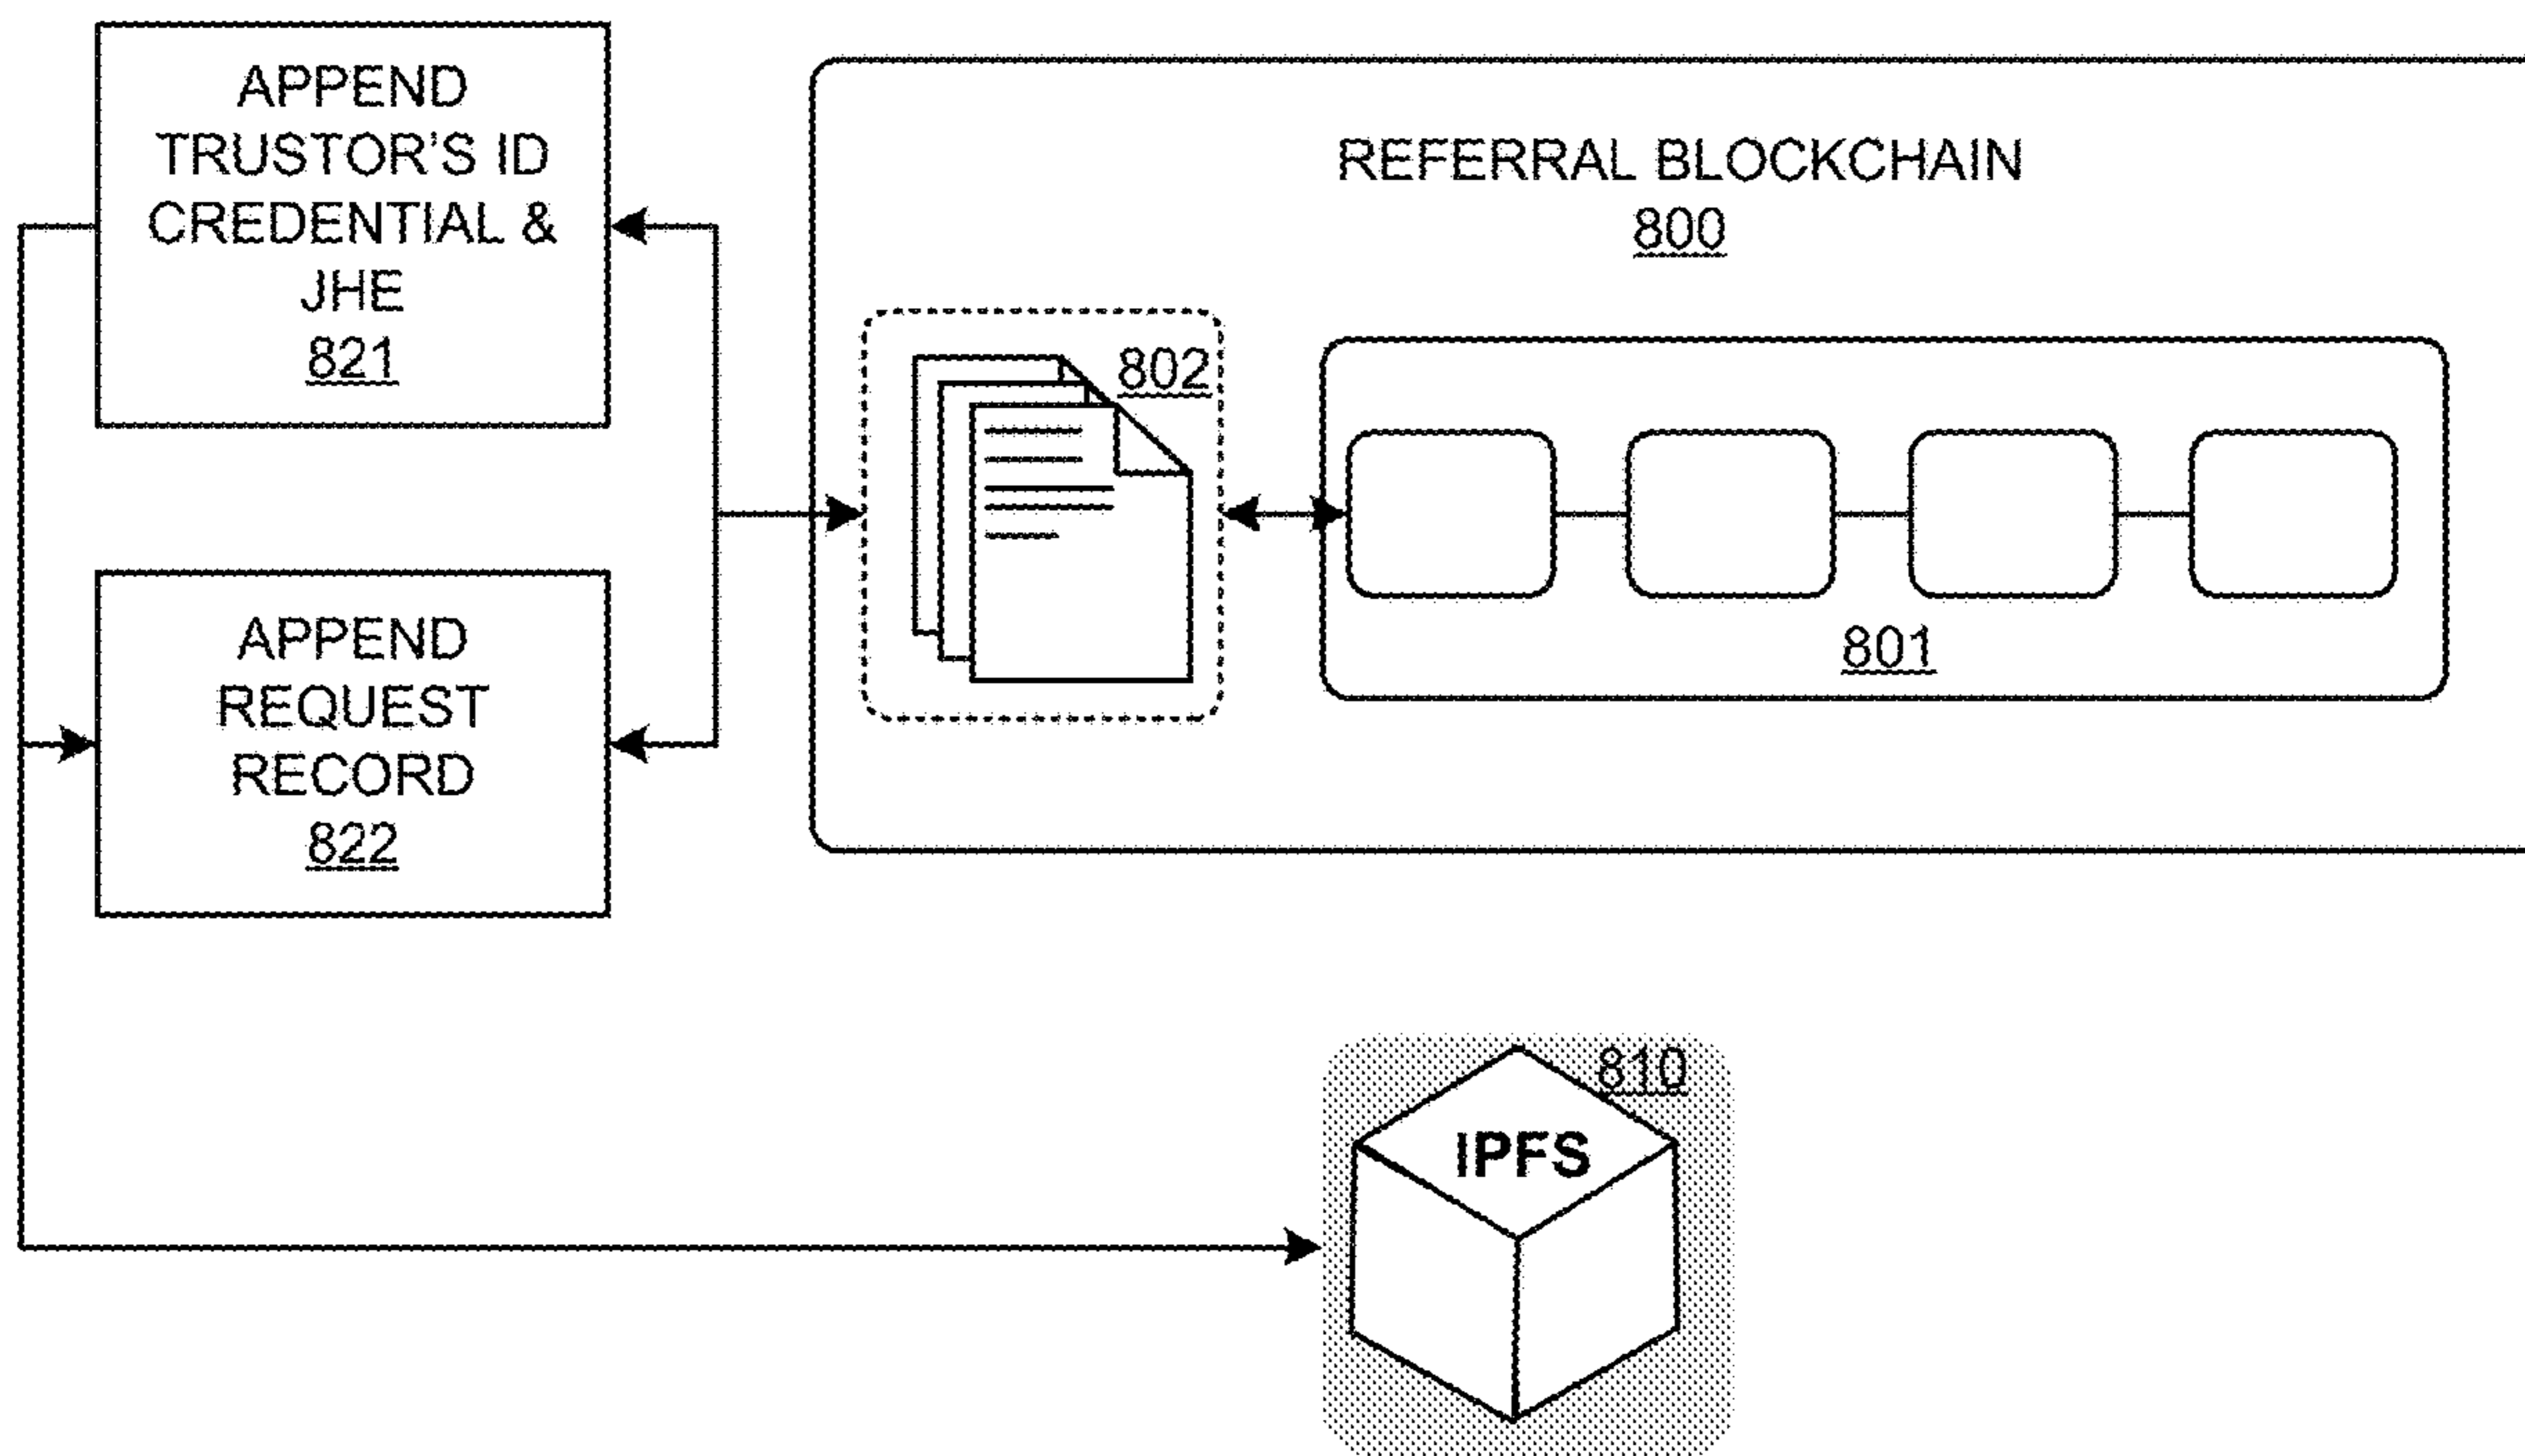 APPEND
TRUSTOR'S ID
CREDENTIAL &
JHE
821
REFERRAL BLOCKCHAIN
800
802
801
APPEND
REQUEST
RECORD
822
810
IPFS